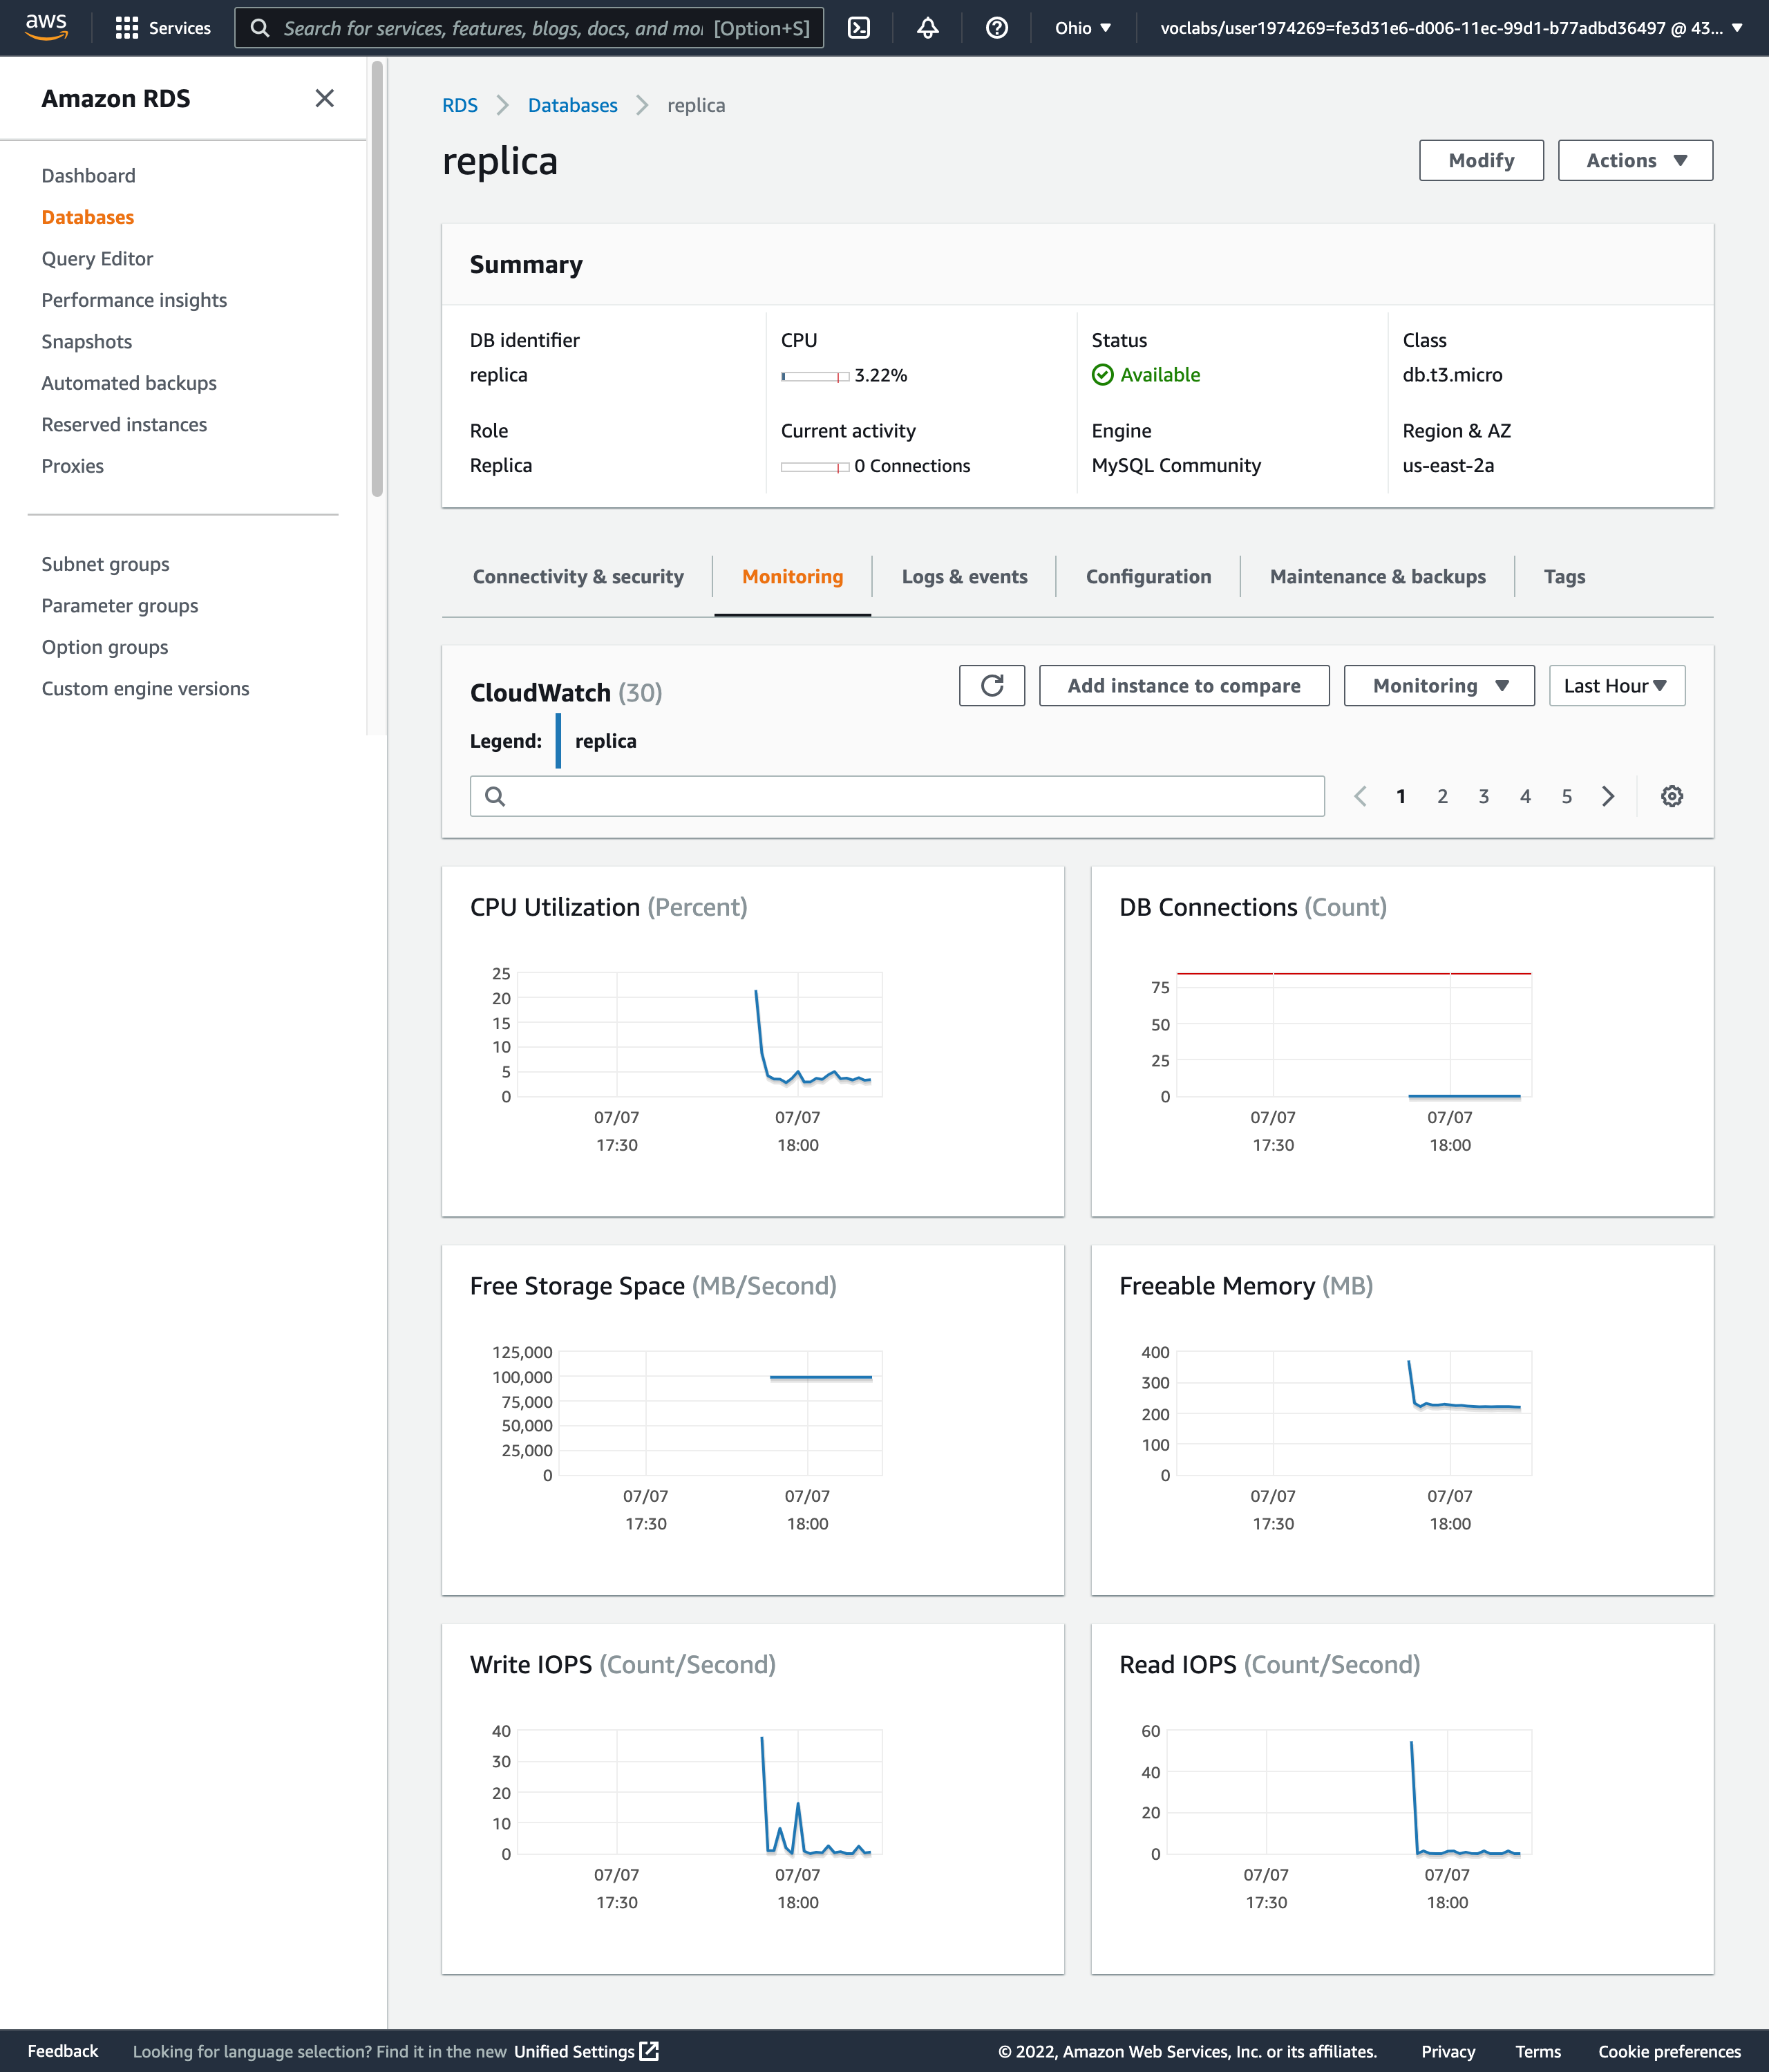 aws Services Search for services, features, blogs, docs, and mo [Option+S] Ohio voclabs/user1974269=fe3d31e6-d006-11ec-99d1-b77adbd36497 @ 43...
Amazon RDS
Dashboard
Databases
Query Editor
Performance insights
Snapshots
Automated backups
Reserved instances
Proxies
Subnet groups
Parameter groups
Option groups
Custom engine versions
RDS Databases replica
replica
Modify Actions
Summary
DB identifier
replica
CPU
3.22%
Status
Available
Class
db.t3.micro
Role
Replica
Current activity
0 Connections
Engine
MySQL Community
Region & AZ
us-east-2a
Connectivity & security Monitoring Logs & events Configuration Maintenance & backups Tags
CloudWatch (30)
Add instance to compare Monitoring Last Hour
Legend: replica
1 2 3 4 5
CPU Utilization (Percent)
25
20
15
10
5
0
07/07 07/07
17:30 18:00
DB Connections (Count)
75
50
25
0
07/07 07/07
17:30 18:00
Free Storage Space (MB/Second)
125,000
100,000
75,000
50,000
25,000
0
07/07 07/07
17:30 18:00
Freeable Memory (MB)
400
300
200
100
0
07/07 07/07
17:30 18:00
Write IOPS (Count/Second)
40
30
20
10
0
07/07 07/07
17:30 18:00
Read IOPS (Count/Second)
60
40
20
0
07/07 07/07
17:30 18:00
Feedback Looking for language selection? Find it in the new Unified Settings © 2022, Amazon Web Services, Inc. or its affiliates. Privacy Terms Cookie preferences